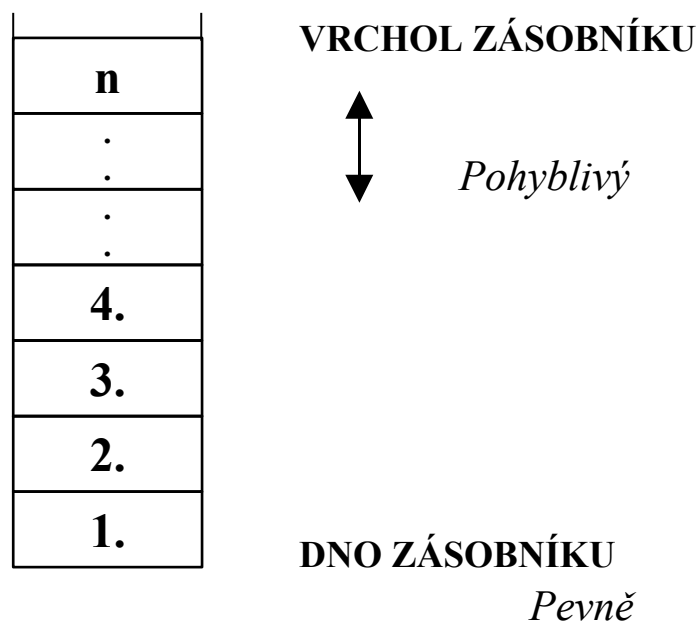 VRCHOL ZÁSOBNÍKU
n
.
.
Pohyblivý
.
.
4.
3.
2.
1.
DNO ZÁSOBNÍKU
Pevně